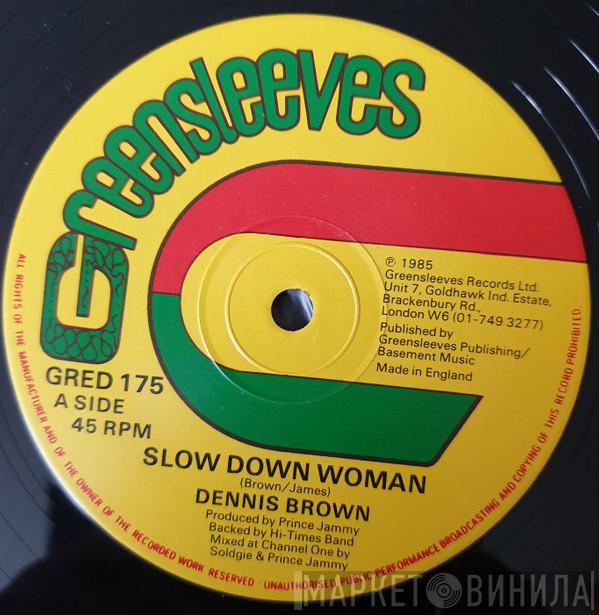 Greensleeves
℗ 1985
Greensleeves Records Ltd.
Unit 7, Goldhawk Ind. Estate,
Brackenbury Rd.,
London W6 (01-749 3277)
Published by
Greensleeves Publishing/
Basement Music
Made in England
GRED 175
A SIDE
45 RPM
SLOW DOWN WOMAN
(Brown/James)
DENNIS BROWN
Produced by Prince Jammy
Backed by Hi-Times Band
Mixed at Channel One by
Soldgie & Prince Jammy
ALL RIGHTS OF THE MANUFACTURER AND OF THE OWNER OF THE RECORDED WORK RESERVED - UNAUTHORISED PUBLIC PERFORMANCE BROADCASTING AND COPYING OF THIS RECORD PROHIBITED.
МАРКЕТ ВИНИЛА